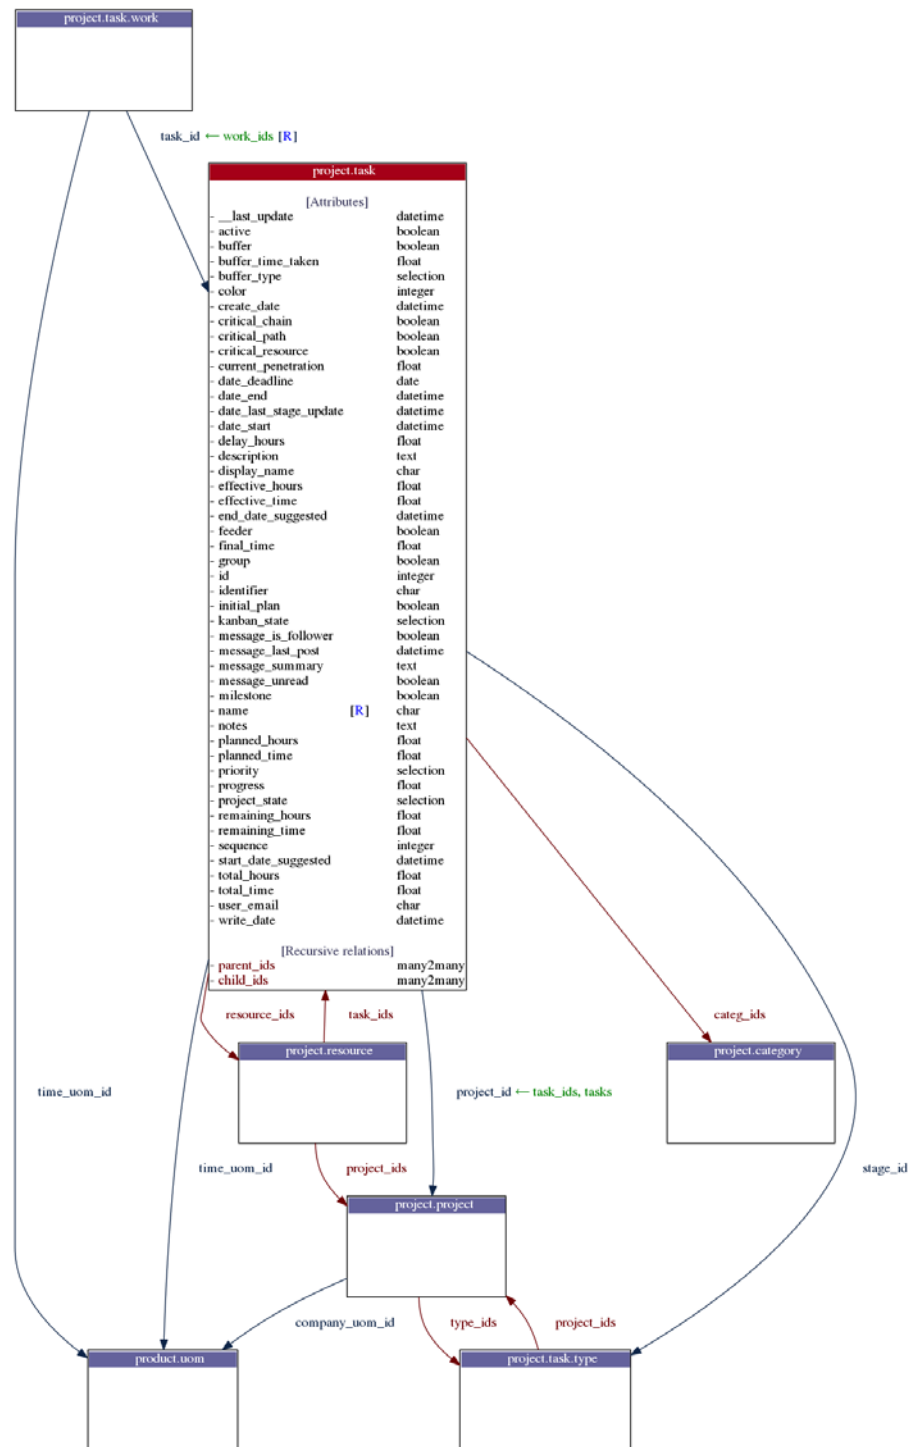 project.task.work
task_id ← work_ids [R]
project.task
[Attributes]
- __last_update datetime
- active boolean
- buffer boolean
- buffer_time_taken float
- buffer_type selection
- color integer
- create_date datetime
- critical_chain boolean
- critical_path boolean
- critical_resource boolean
- current_penetration float
- date_deadline date
- date_end datetime
- date_last_stage_update datetime
- date_start datetime
- delay_hours float
- description text
- display_name char
- effective_hours float
- effective_time float
- end_date_suggested datetime
- feeder boolean
- final_time float
- group boolean
- id integer
- identifier char
- initial_plan boolean
- kanban_state selection
- message_is_follower boolean
- message_last_post datetime
- message_summary text
- message_unread boolean
- milestone boolean
- name [R] char
- notes text
- planned_hours float
- planned_time float
- priority selection
- progress float
- project_state selection
- remaining_hours float
- remaining_time float
- sequence integer
- start_date_suggested datetime
- total_hours float
- total_time float
- user_email char
- write_date datetime
[Recursive relations]
- parent_ids many2many
- child_ids many2many
resource_ids task_ids categ_ids
project.resource project.category
time_uom_id project_id ← task_ids, tasks
time_uom_id project_ids stage_id
project.project
company_uom_id type_ids project_ids
product.uom project.task.type